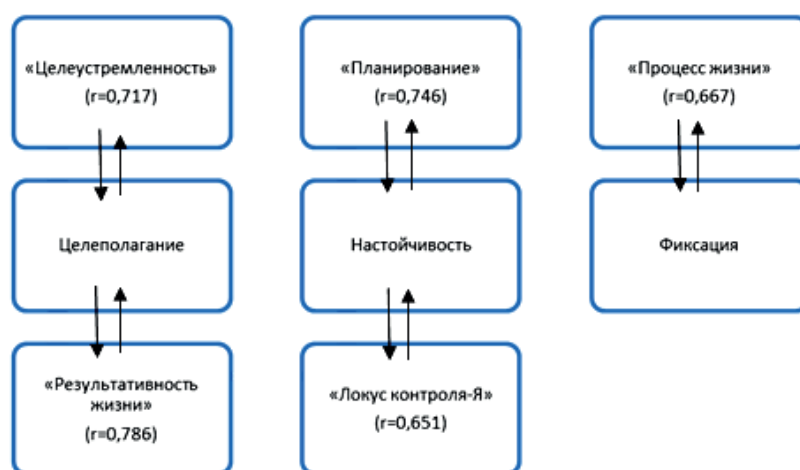 «Целеустремленность»
(r=0,717)
«Планирование»
(r=0,746)
«Процесс жизни»
(r=0,667)
Целеполагание
Настойчивость
Фиксация
«Результативность
жизни»
(r=0,786)
«Локус контроля-Я»
(r=0,651)